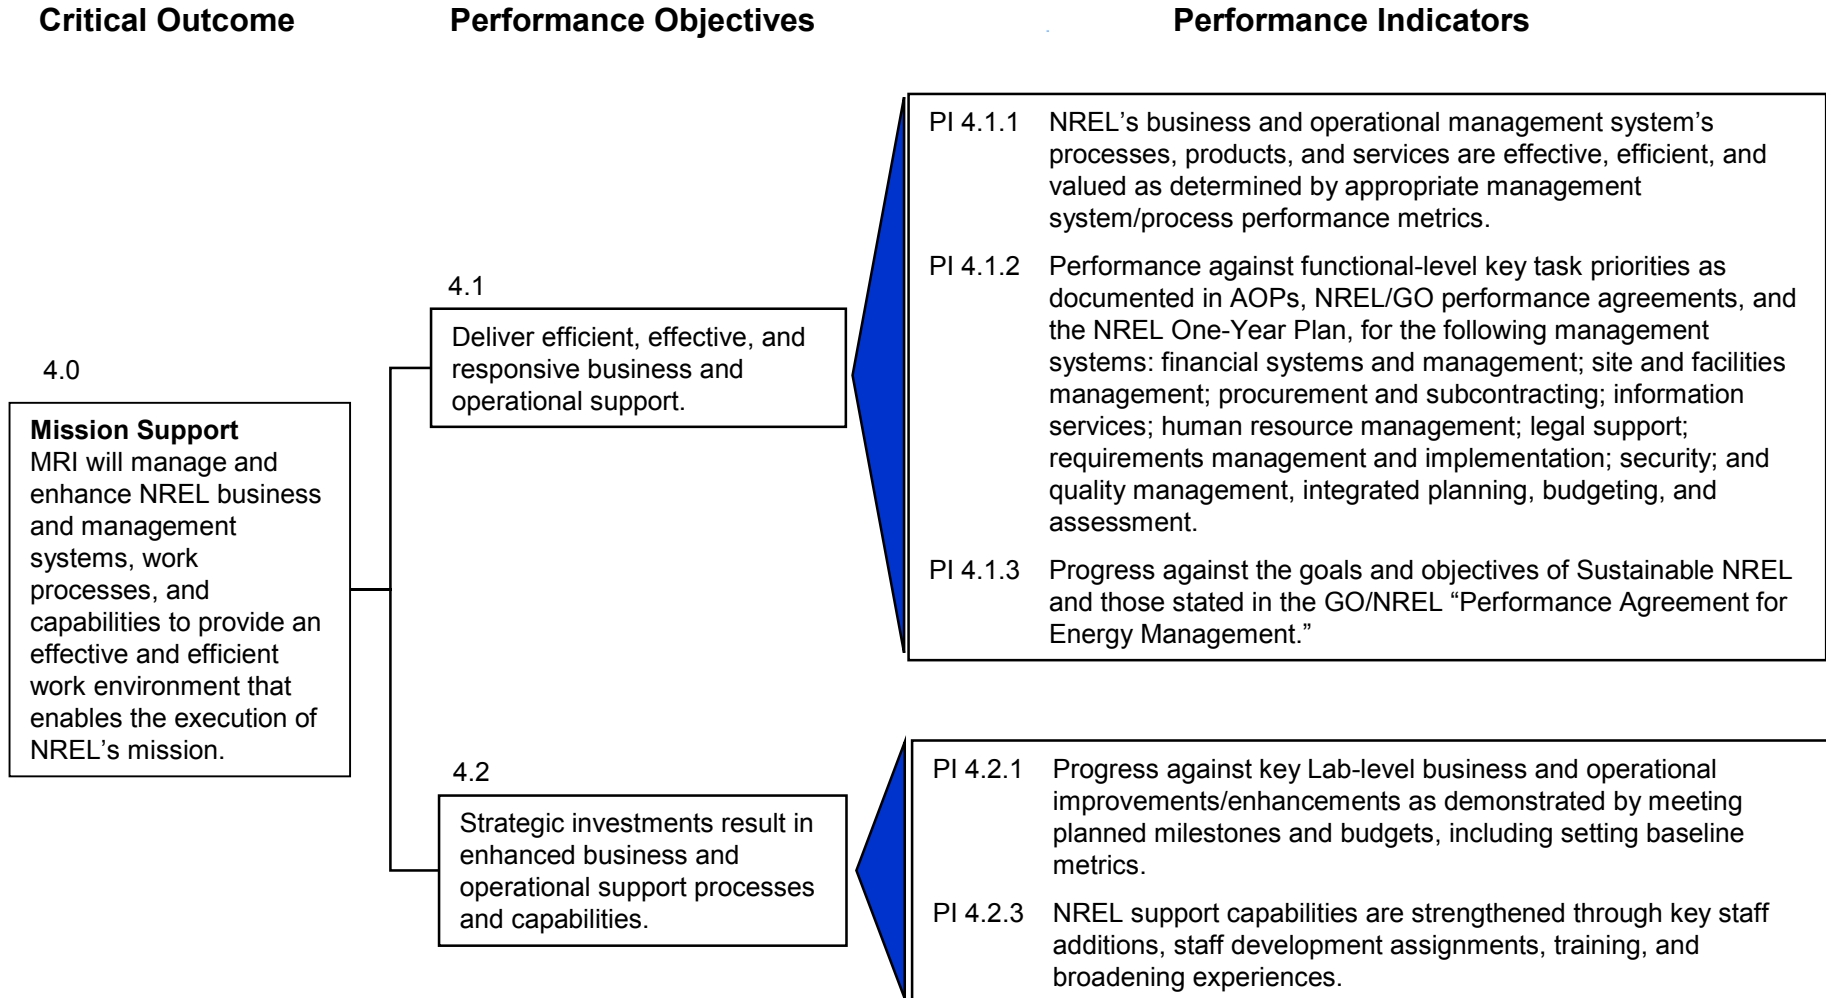 Critical Outcome
Performance Objectives
Performance Indicators
4.0
Mission Support
MRI will manage and
enhance NREL business
and management
systems, work
processes, and
capabilities to provide an
effective and efficient
work environment that
enables the execution of
NREL’s mission.
4.1
Deliver efficient, effective, and
responsive business and
operational support.
PI 4.1.1 NREL’s business and operational management system’s
processes, products, and services are effective, efficient, and
valued as determined by appropriate management
system/process performance metrics.
PI 4.1.2 Performance against functional-level key task priorities as
documented in AOPs, NREL/GO performance agreements, and
the NREL One-Year Plan, for the following management
systems: financial systems and management; site and facilities
management; procurement and subcontracting; information
services; human resource management; legal support;
requirements management and implementation; security; and
quality management, integrated planning, budgeting, and
assessment.
PI 4.1.3 Progress against the goals and objectives of Sustainable NREL
and those stated in the GO/NREL “Performance Agreement for
Energy Management.”
4.2
Strategic investments result in
enhanced business and
operational support processes
and capabilities.
PI 4.2.1 Progress against key Lab-level business and operational
improvements/enhancements as demonstrated by meeting
planned milestones and budgets, including setting baseline
metrics.
PI 4.2.3 NREL support capabilities are strengthened through key staff
additions, staff development assignments, training, and
broadening experiences.